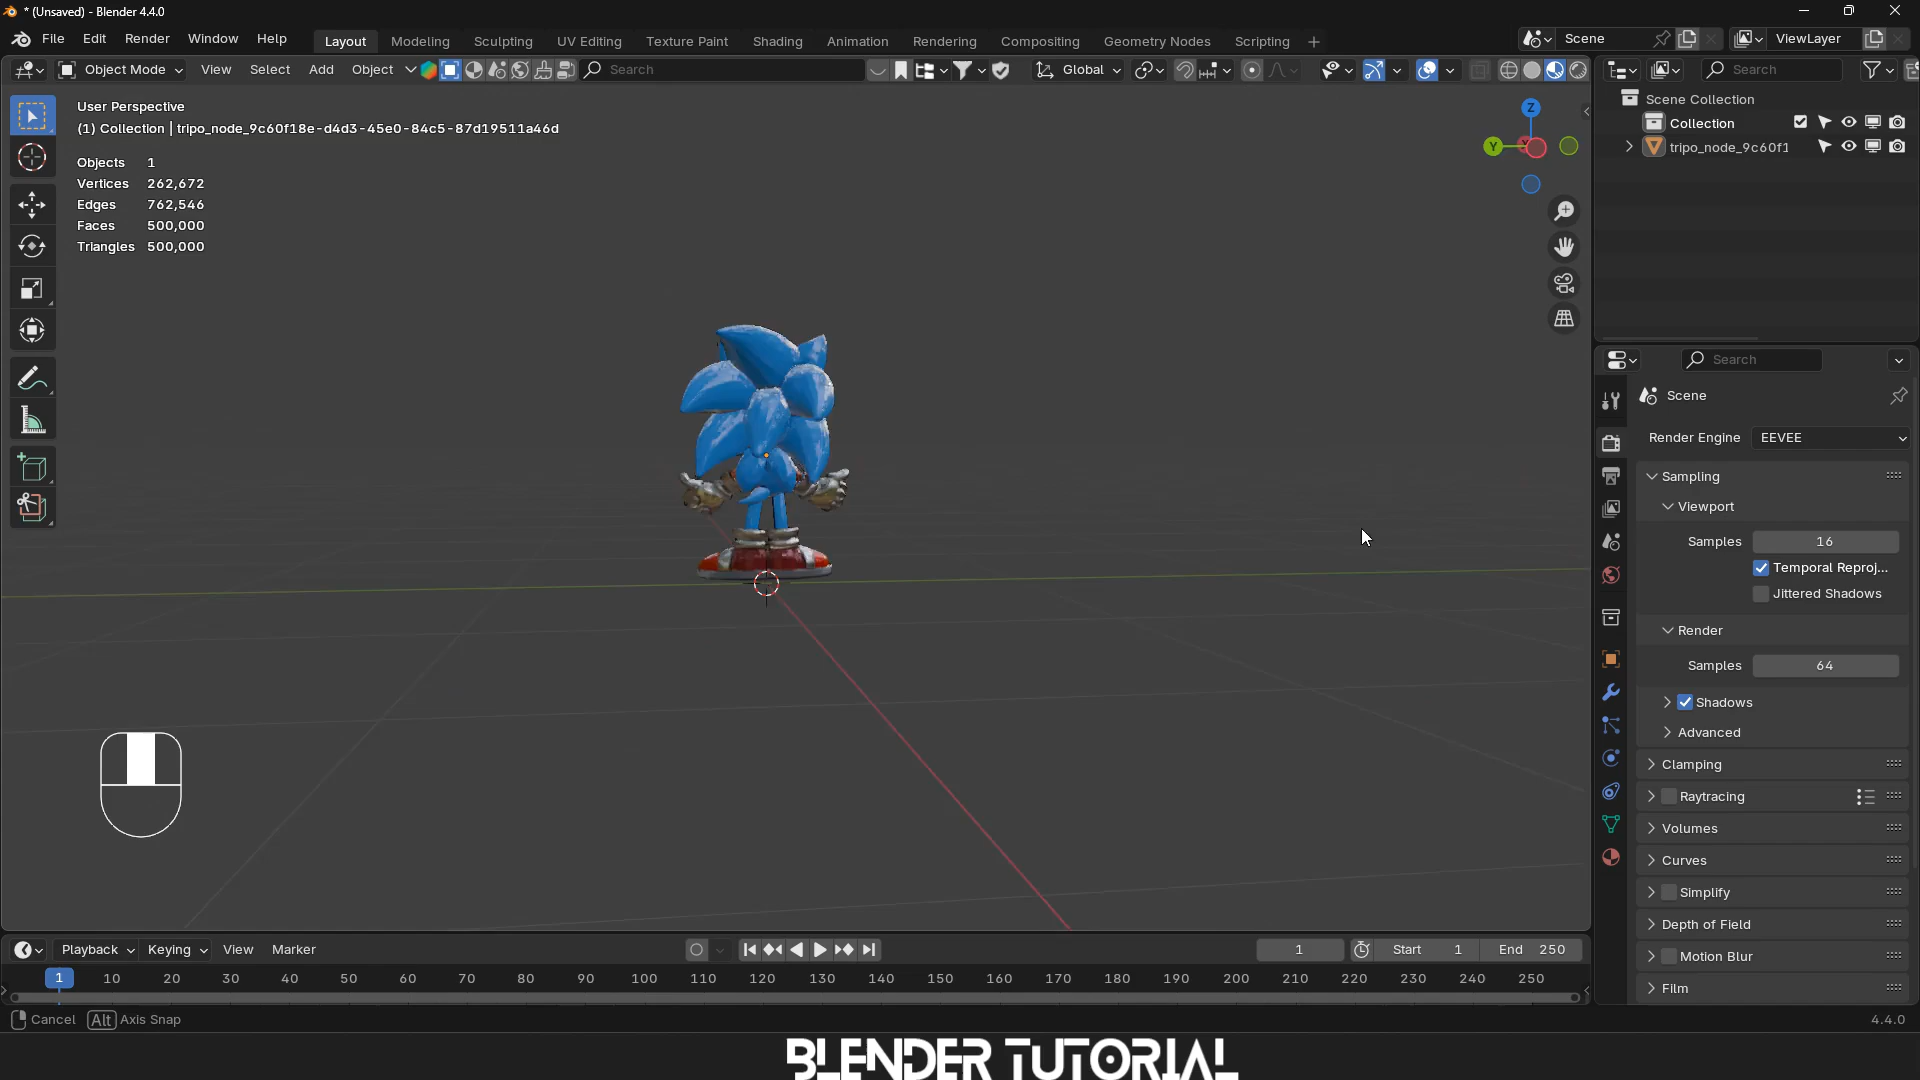 * (Unsaved) - Blender 4.4.0
File Edit Render Window Help Layout Modeling Sculpting UV Editing Texture Paint Shading Animation Rendering Compositing Geometry Nodes Scripting + Scene ViewLayer
Object Mode View Select Add Object Search Global Search
User Perspective
(1) Collection | tripo_node_9c60f18e-d4d3-45e0-84c5-87d19511a46d
Objects 1
Vertices 262,672
Edges 762,546
Faces 500,000
Triangles 500,000
Z
Y
Scene Collection
Collection
tripo_node_9c60f1
Search
Scene
Render Engine EEVEE
Sampling
Viewport
Samples 16
Temporal Reproj...
Jittered Shadows
Render
Samples 64
Shadows
Advanced
Clamping
Raytracing
Volumes
Curves
Simplify
Depth of Field
Motion Blur
Film
Playback Keying View Marker 1 Start 1 End 250
1 10 20 30 40 50 60 70 80 90 100 110 120 130 140 150 160 170 180 190 200 210 220 230 240 250
Cancel Alt Axis Snap 4.4.0
BLENDER TUTORIAL